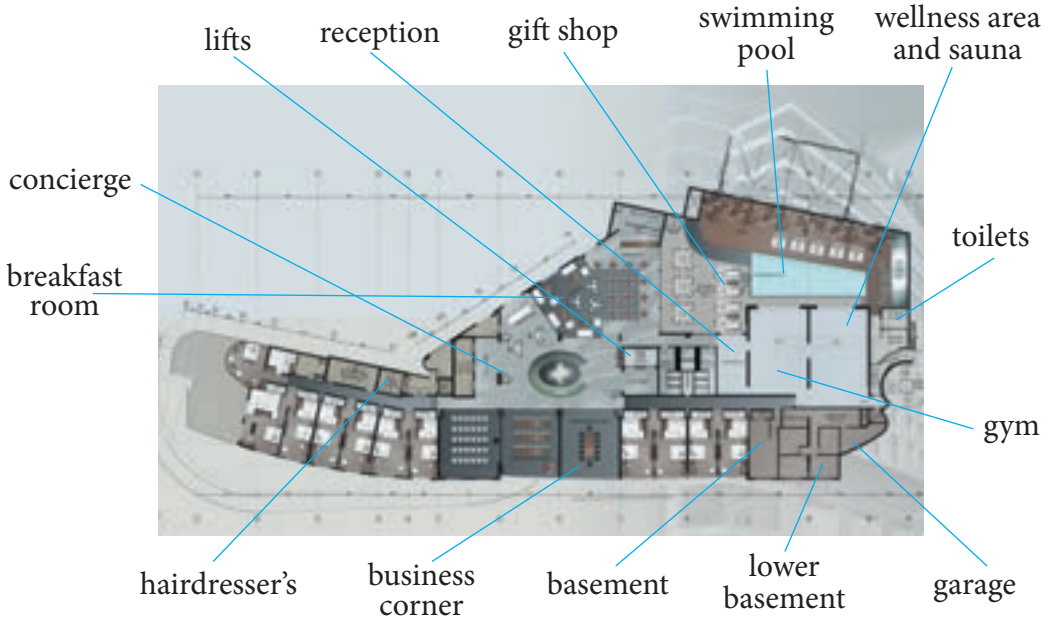 lifts
reception
gift shop
swimming
pool
wellness area
and sauna
concierge
breakfast
room
toilets
gym
hairdresser's
business
corner
basement
lower
basement
garage